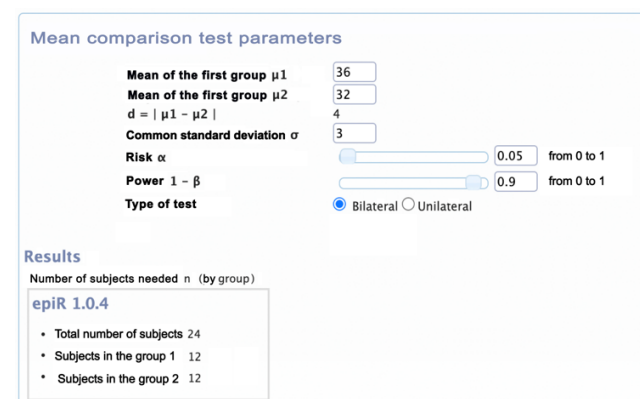 Mean comparison test parameters
Mean of the first group μ1 36
Mean of the first group μ2 32
d = | μ1 - μ2 | 4
Common standard deviation σ 3
Risk α 0.05 from 0 to 1
Power 1 - β 0.9 from 0 to 1
Type of test Bilateral Unilateral
Results
Number of subjects needed n (by group)
epiR 1.0.4
• Total number of subjects 24
• Subjects in the group 1 12
• Subjects in the group 2 12